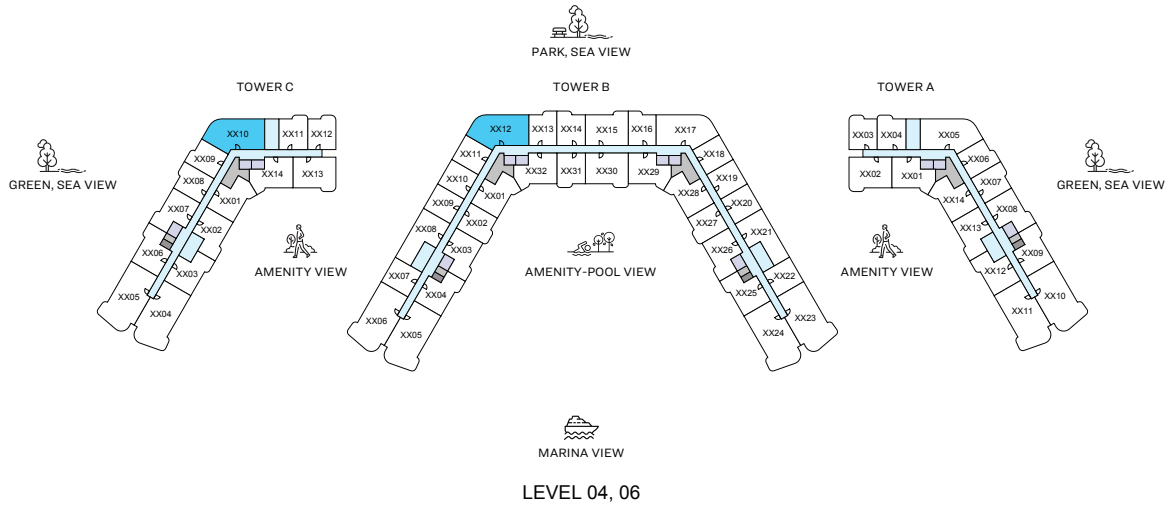 PARK, SEA VIEW
TOWER C
TOWER B
TOWER A
GREEN, SEA VIEW
GREEN, SEA VIEW
XX10
XX11
XX12
XX09
XX08
XX07
XX06
XX05
XX04
XX03
XX02
XX01
XX14
XX13
XX12
XX13
XX14
XX15
XX16
XX17
XX11
XX10
XX09
XX08
XX07
XX06
XX05
XX04
XX03
XX02
XX01
XX32
XX31
XX30
XX29
XX28
XX27
XX26
XX25
XX24
XX18
XX19
XX20
XX21
XX22
XX23
XX03
XX04
XX05
XX02
XX01
XX06
XX07
XX08
XX09
XX10
XX14
XX13
XX12
XX11
AMENITY VIEW
AMENITY-POOL VIEW
AMENITY VIEW
MARINA VIEW
LEVEL 04, 06